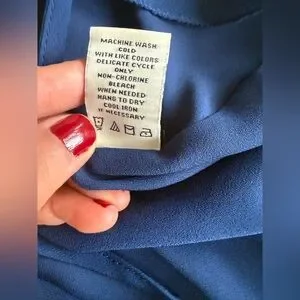 MACHINE WASH
COLD
WITH LIKE COLORS
DELICATE CYCLE
ONLY
NON-CHLORINE
BLEACH
WHEN NEEDED
HANG TO DRY
COOL IRON
IF NECESSARY